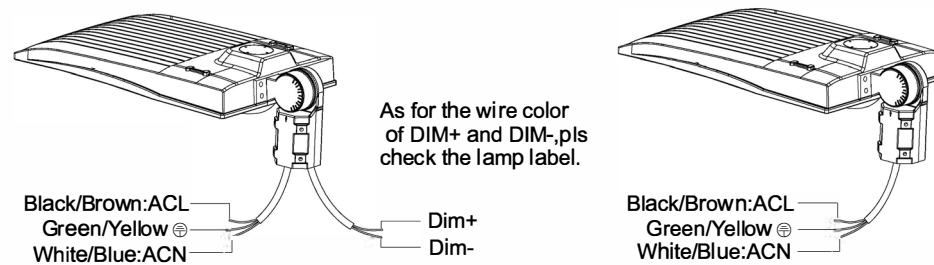 As for the wire color
of DIM+ and DIM-,pls
check the lamp label.
Black/Brown:ACL
Green/Yellow ⏚
White/Blue:ACN
Dim+
Dim-
Black/Brown:ACL
Green/Yellow ⏚
White/Blue:ACN